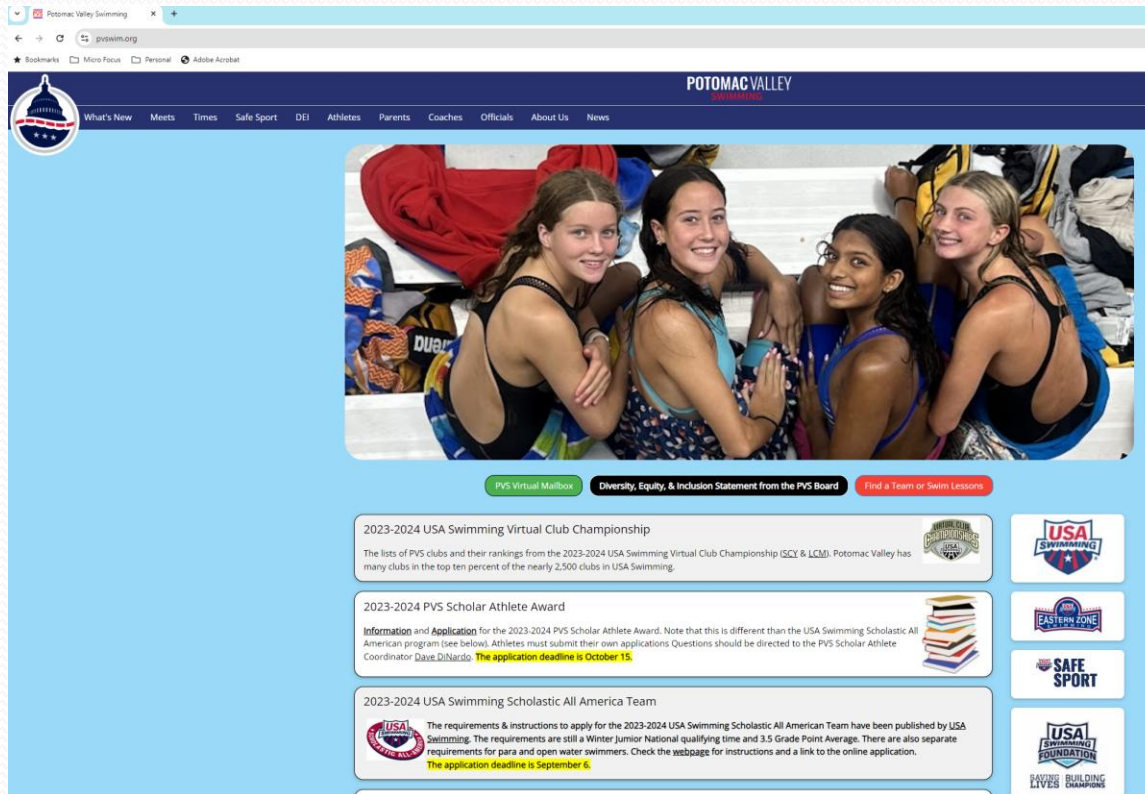 Potomac Valley Swimming
pvswim.org
Bookmarks Micro Focus Personal Adobe Acrobat
POTOMAC VALLEY
SWIMMING
What's New Meets Times Safe Sport DEI Athletes Parents Coaches Officials About Us News
arena
PVS Virtual Mailbox Diversity, Equity, & Inclusion Statement from the PVS Board Find a Team or Swim Lessons
2023-2024 USA Swimming Virtual Club Championship
The lists of PVS clubs and their rankings from the 2023-2024 USA Swimming Virtual Club Championship (SCY & LCM). Potomac Valley has
many clubs in the top ten percent of the nearly 2,500 clubs in USA Swimming.
VIRTUAL CLUB
CHAMPIONSHIPS
USA
2023-2024 PVS Scholar Athlete Award
Information and Application for the 2023-2024 PVS Scholar Athlete Award. Note that this is different than the USA Swimming Scholastic All
American program (see below). Athletes must submit their own applications Questions should be directed to the PVS Scholar Athlete
Coordinator Dave DiNardo. The application deadline is October 15.
2023-2024 USA Swimming Scholastic All America Team
USA
SWIMMING
SCHOLASTIC ALL-AMERICA
The requirements & instructions to apply for the 2023-2024 USA Swimming Scholastic All American Team have been published by USA
Swimming. The requirements are still a Winter Jumior National qualifying time and 3.5 Grade Point Average. There are also separate
requirements for para and open water swimmers. Check the webpage for instructions and a link to the online application.
The application deadline is September 6.
USA
SWIMMING
EASTERN ZONE
SWIMMING
SAFE
SPORT
USA
SWIMMING
FOUNDATION
SAVING LIVES BUILDING CHAMPIONS